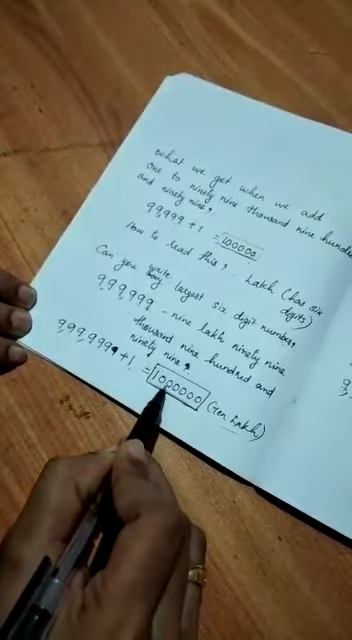 what we get when we add
one to ninety nine thousand nine hundre
and ninety nine,
99,999 + 1 = 100000
How to read this, - Lakh (has six digits)
Can you write largest six digit number,
9,99,999 - nine lakh ninety nine
thousand nine hundred and
ninety nine.
9,99,999 + 1 = 1000000 (Ten Lakh)